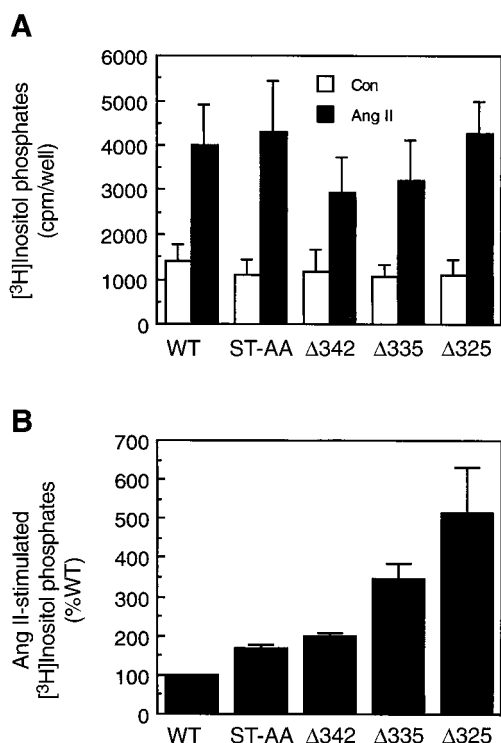 A
[³H]Inositol phosphates
(cpm/well)
6000
5000
4000
3000
2000
1000
0
Con
Ang II
WT ST-AA Δ342 Δ335 Δ325
B
Ang II-stimulated
[³H]Inositol phosphates
(%WT)
700
600
500
400
300
200
100
0
WT ST-AA Δ342 Δ335 Δ325